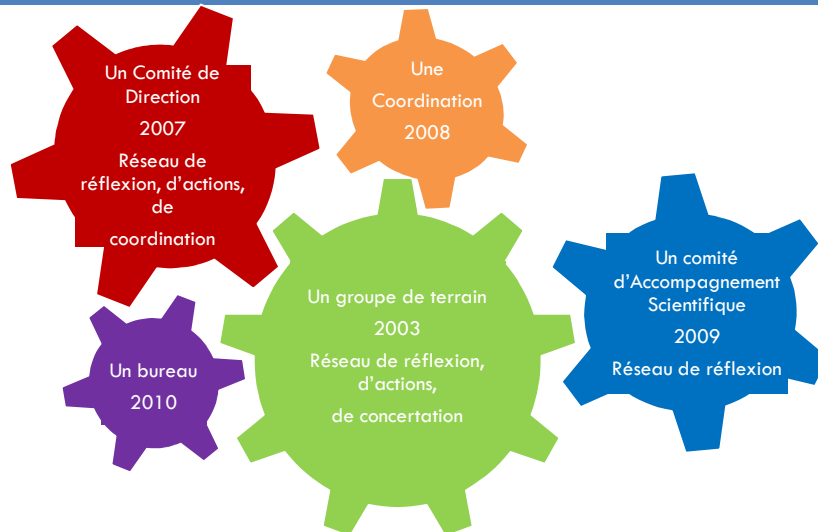 Un Comité de
Direction
2007
Réseau de
réflexion, d'actions,
de
coordination
Une
Coordination
2008
Un groupe de terrain
2003
Réseau de réflexion,
d'actions,
de concertation
Un comité
d'Accompagnement
Scientifique
2009
Réseau de réflexion
Un bureau
2010